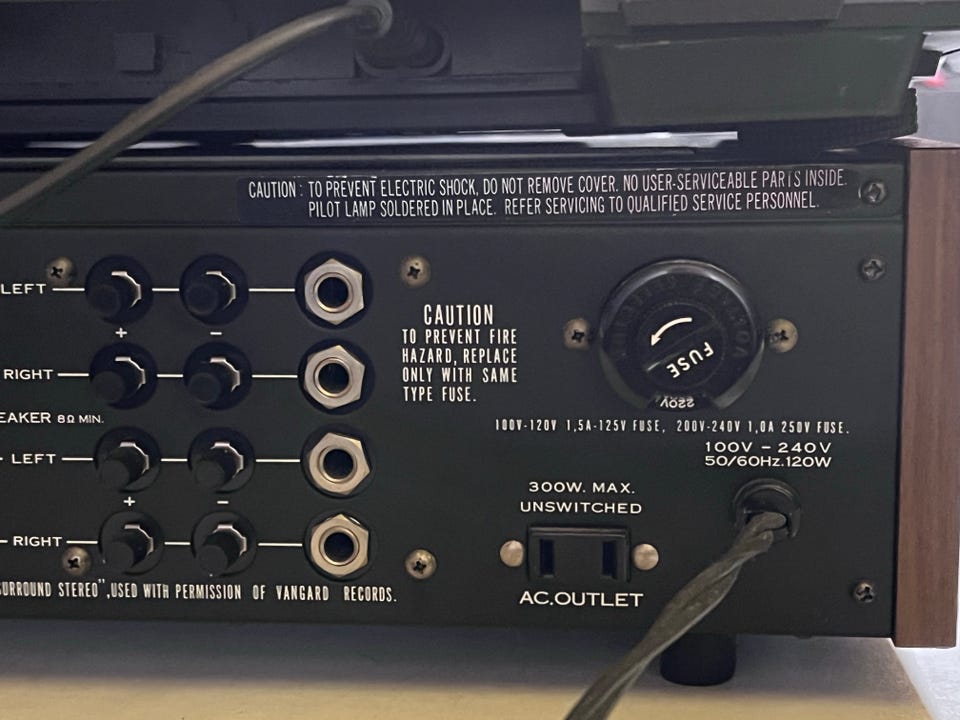 CAUTION : TO PREVENT ELECTRIC SHOCK, DO NOT REMOVE COVER. NO USER-SERVICEABLE PARTS INSIDE.
PILOT LAMP SOLDERED IN PLACE. REFER SERVICING TO QUALIFIED SERVICE PERSONNEL.
LEFT
+ −
RIGHT
EAKER 8Ω MIN.
LEFT
+ −
RIGHT
SURROUND STEREO", USED WITH PERMISSION OF VANGARD RECORDS.
CAUTION
TO PREVENT FIRE
HAZARD, REPLACE
ONLY WITH SAME
TYPE FUSE.
FUSE
220V
100V-120V 1,5A-125V FUSE, 200V-240V 1,0A 250V FUSE.
100V – 240V
50/60Hz.120W
300W. MAX.
UNSWITCHED
AC.OUTLET